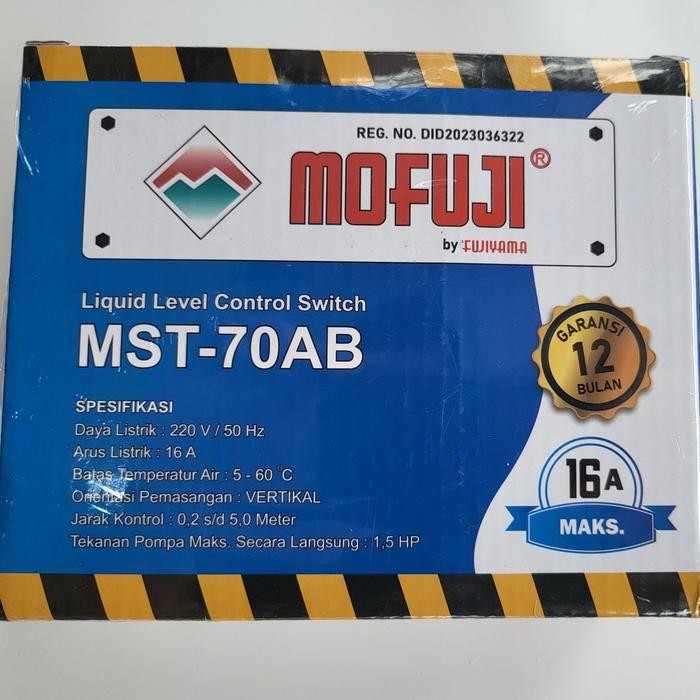 REG. NO. DID2023036322
MOFUJI®
by FUJIYAMA
Liquid Level Control Switch
MST-70AB
GARANSI
12
BULAN
SPESIFIKASI
Daya Listrik : 220 V / 50 Hz
Arus Listrik : 16 A
Batas Temperatur Air : 5 - 60 °C
Orientasi Pemasangan : VERTIKAL
Jarak Kontrol : 0,2 s/d 5,0 Meter
Tekanan Pompa Maks. Secara Langsung : 1,5 HP
16 A
MAKS.